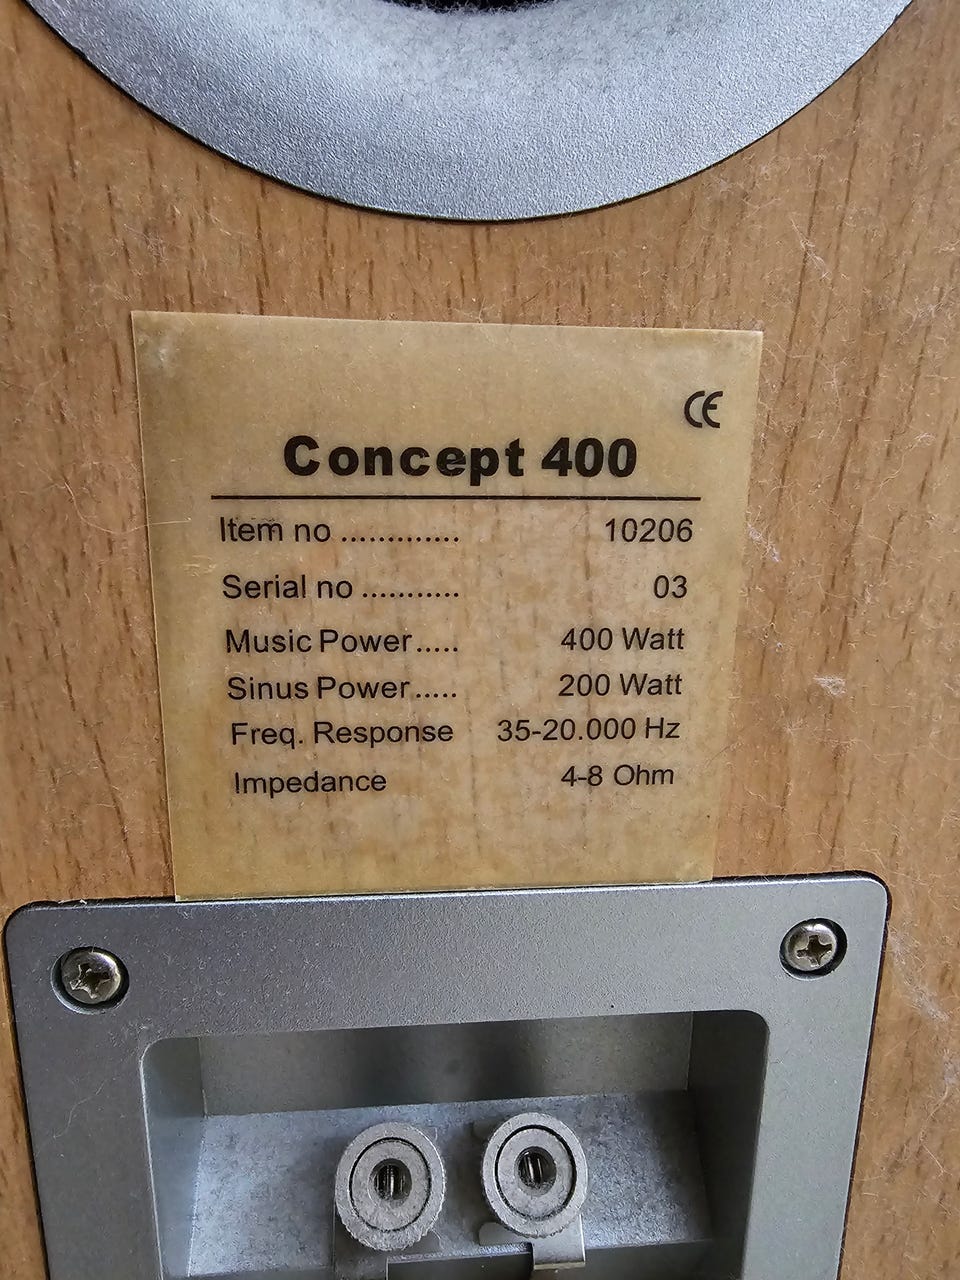 CE
Concept 400
Item no ............. 10206
Serial no ........... 03
Music Power..... 400 Watt
Sinus Power..... 200 Watt
Freq. Response 35-20.000 Hz
Impedance 4-8 Ohm